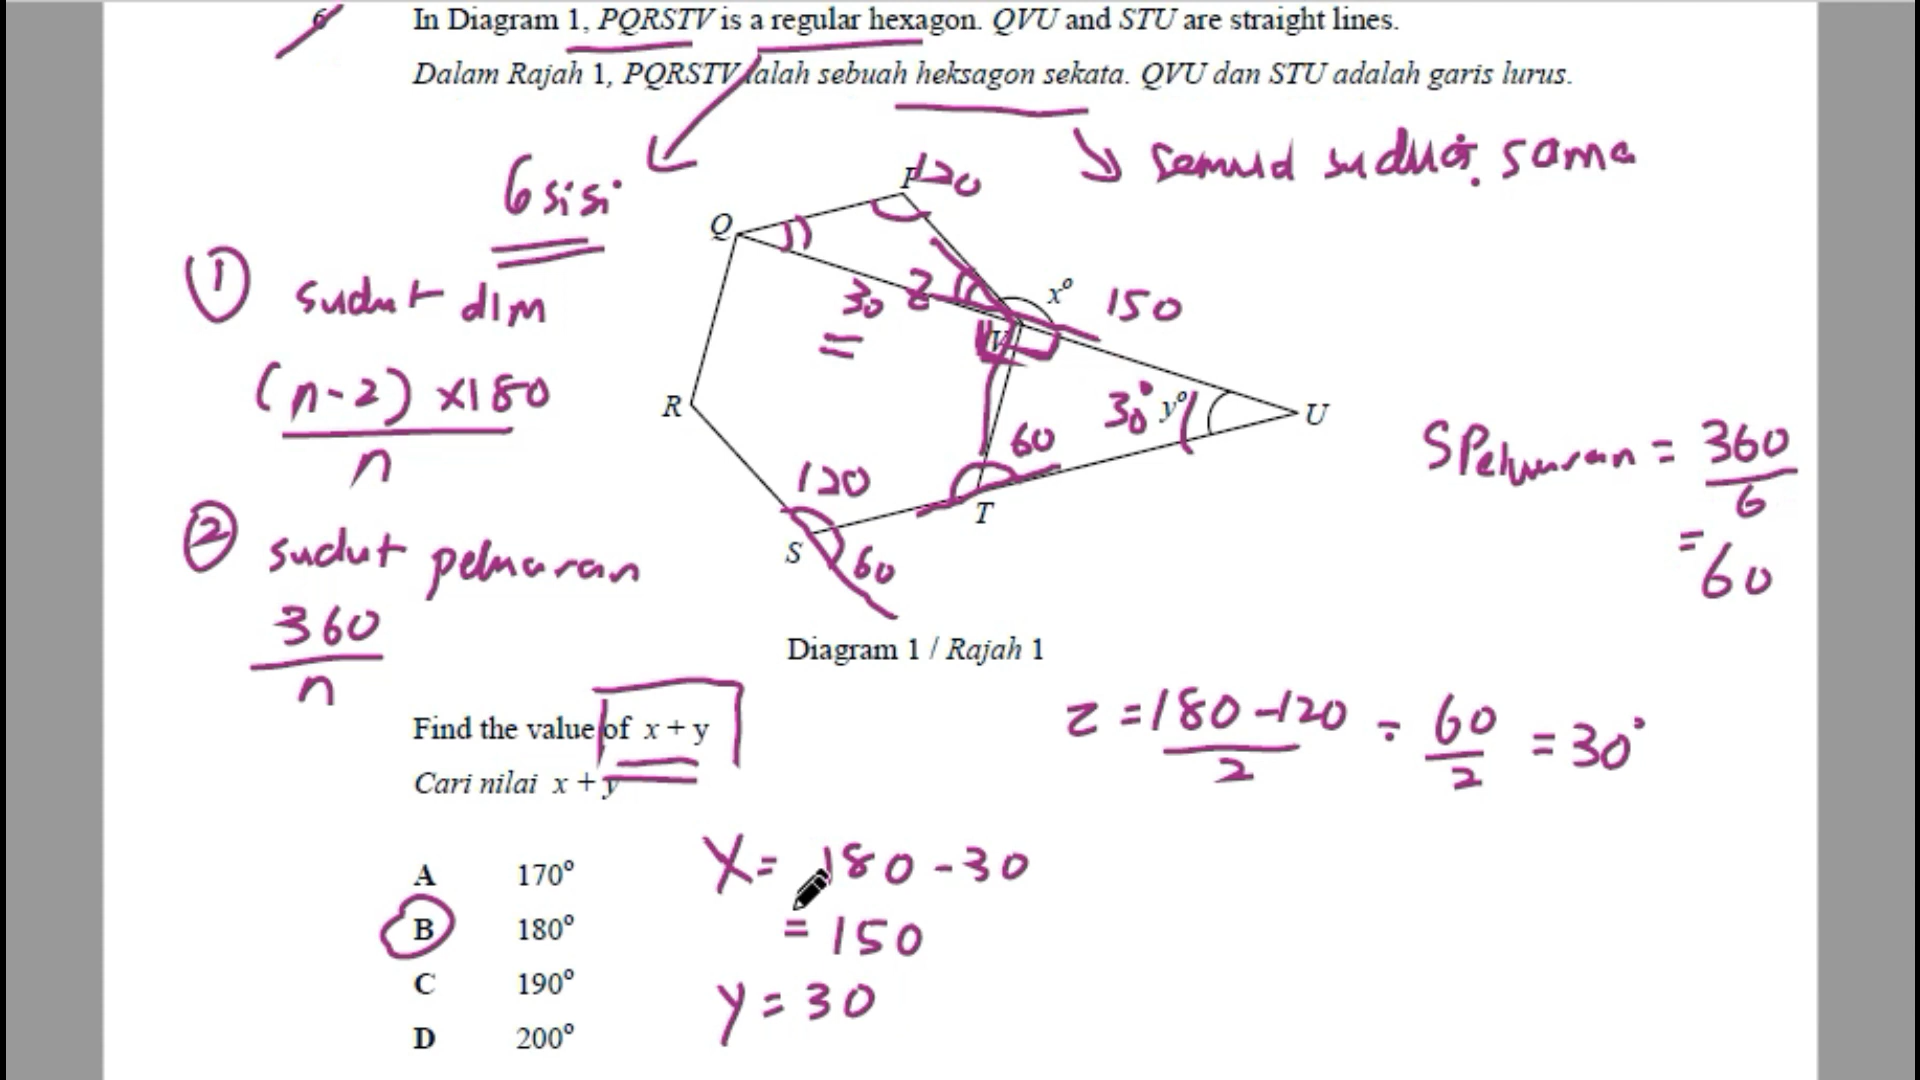 6
In Diagram 1, PQRSTV is a regular hexagon. QVU and STU are straight lines.
Dalam Rajah 1, PQRSTV ialah sebuah heksagon sekata. QVU dan STU adalah garis lurus.
6 sisi
semua sudut sama
P 120
Q
1 sudut dlm
30 z
x° 150
V
(n-2) x180
n
R
30° y° U
60
120
T
S
60
S Peluaran = 360
6
= 60
2 sudut peluaran
360
n
Diagram 1 / Rajah 1
Find the value of x + y
Cari nilai x + y
z = 180 - 120
2
=
60
2
= 30°
A 170°
B 180°
C 190°
D 200°
X = 180 - 30
= 150
y = 30